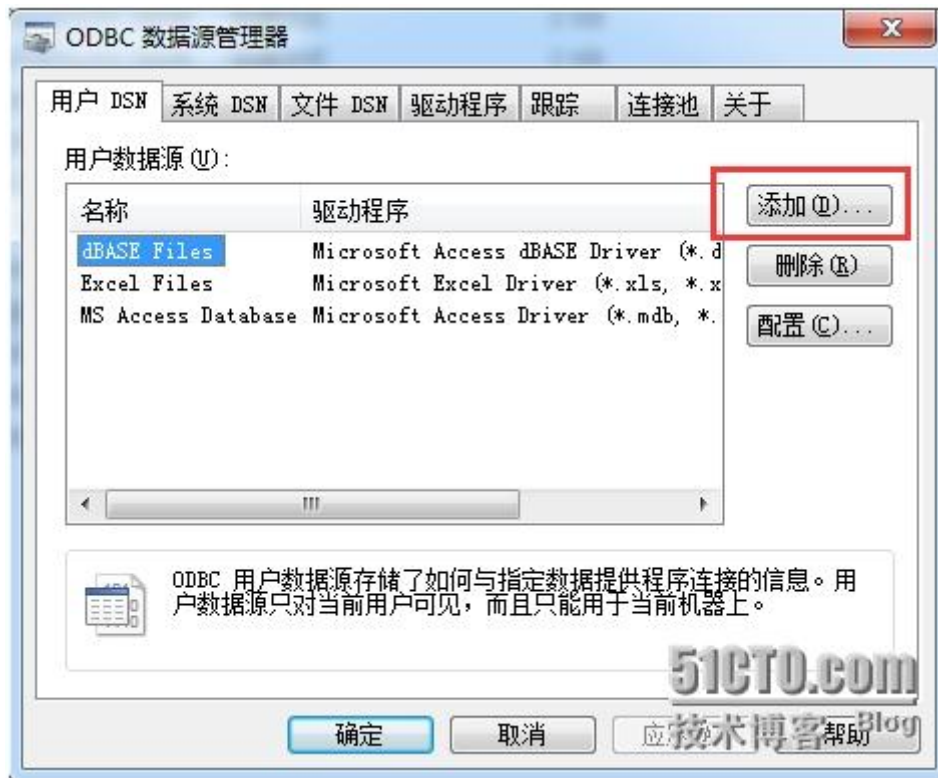 ODBC 数据源管理器
用户 DSN 系统 DSN 文件 DSN 驱动程序 跟踪 连接池 关于
用户数据源(U):
名称 驱动程序
添加(D)...
dBASE Files Microsoft Access dBASE Driver (*.d
删除(R)
Excel Files Microsoft Excel Driver (*.xls, *.x
MS Access Database Microsoft Access Driver (*.mdb, *.
配置(C)...
ODBC 用户数据源存储了如何与指定数据提供程序连接的信息。用
户数据源只对当前用户可见，而且只能用于当前机器上。
51CTO.com
技术博客 Blog
确定 取消 帮助